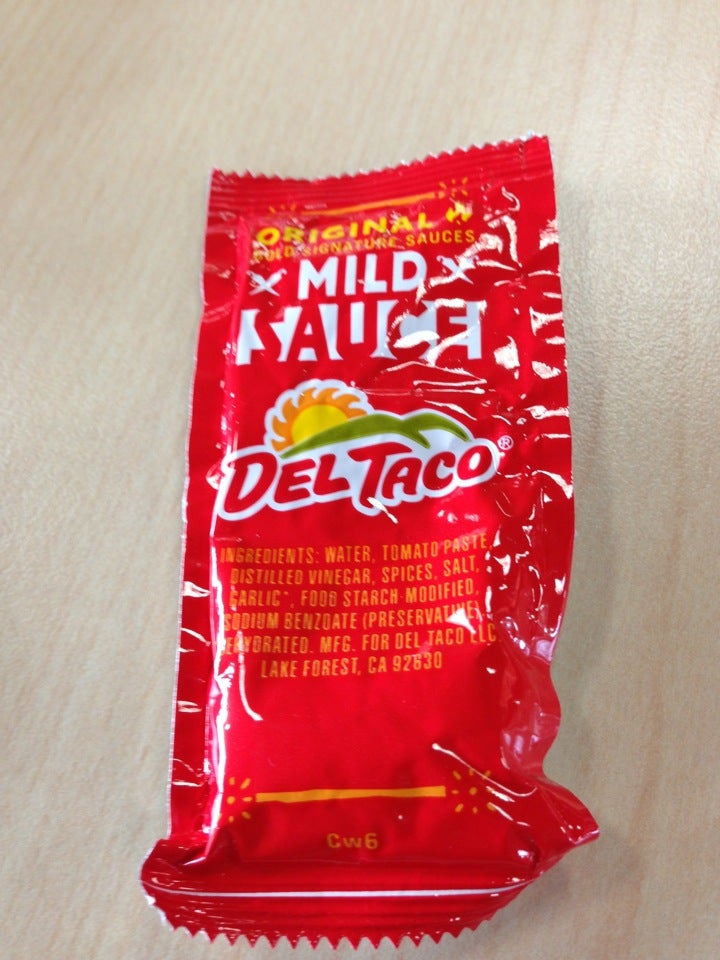 ORIGINAL
BOLD SIGNATURE SAUCES
MILD
SAUCE
DEL TACO®
INGREDIENTS: WATER, TOMATO PASTE,
DISTILLED VINEGAR, SPICES, SALT,
GARLIC*, FOOD STARCH-MODIFIED,
SODIUM BENZOATE (PRESERVATIVE)
DEHYDRATED. MFG. FOR DEL TACO LLC
LAKE FOREST, CA 92630
Cw6